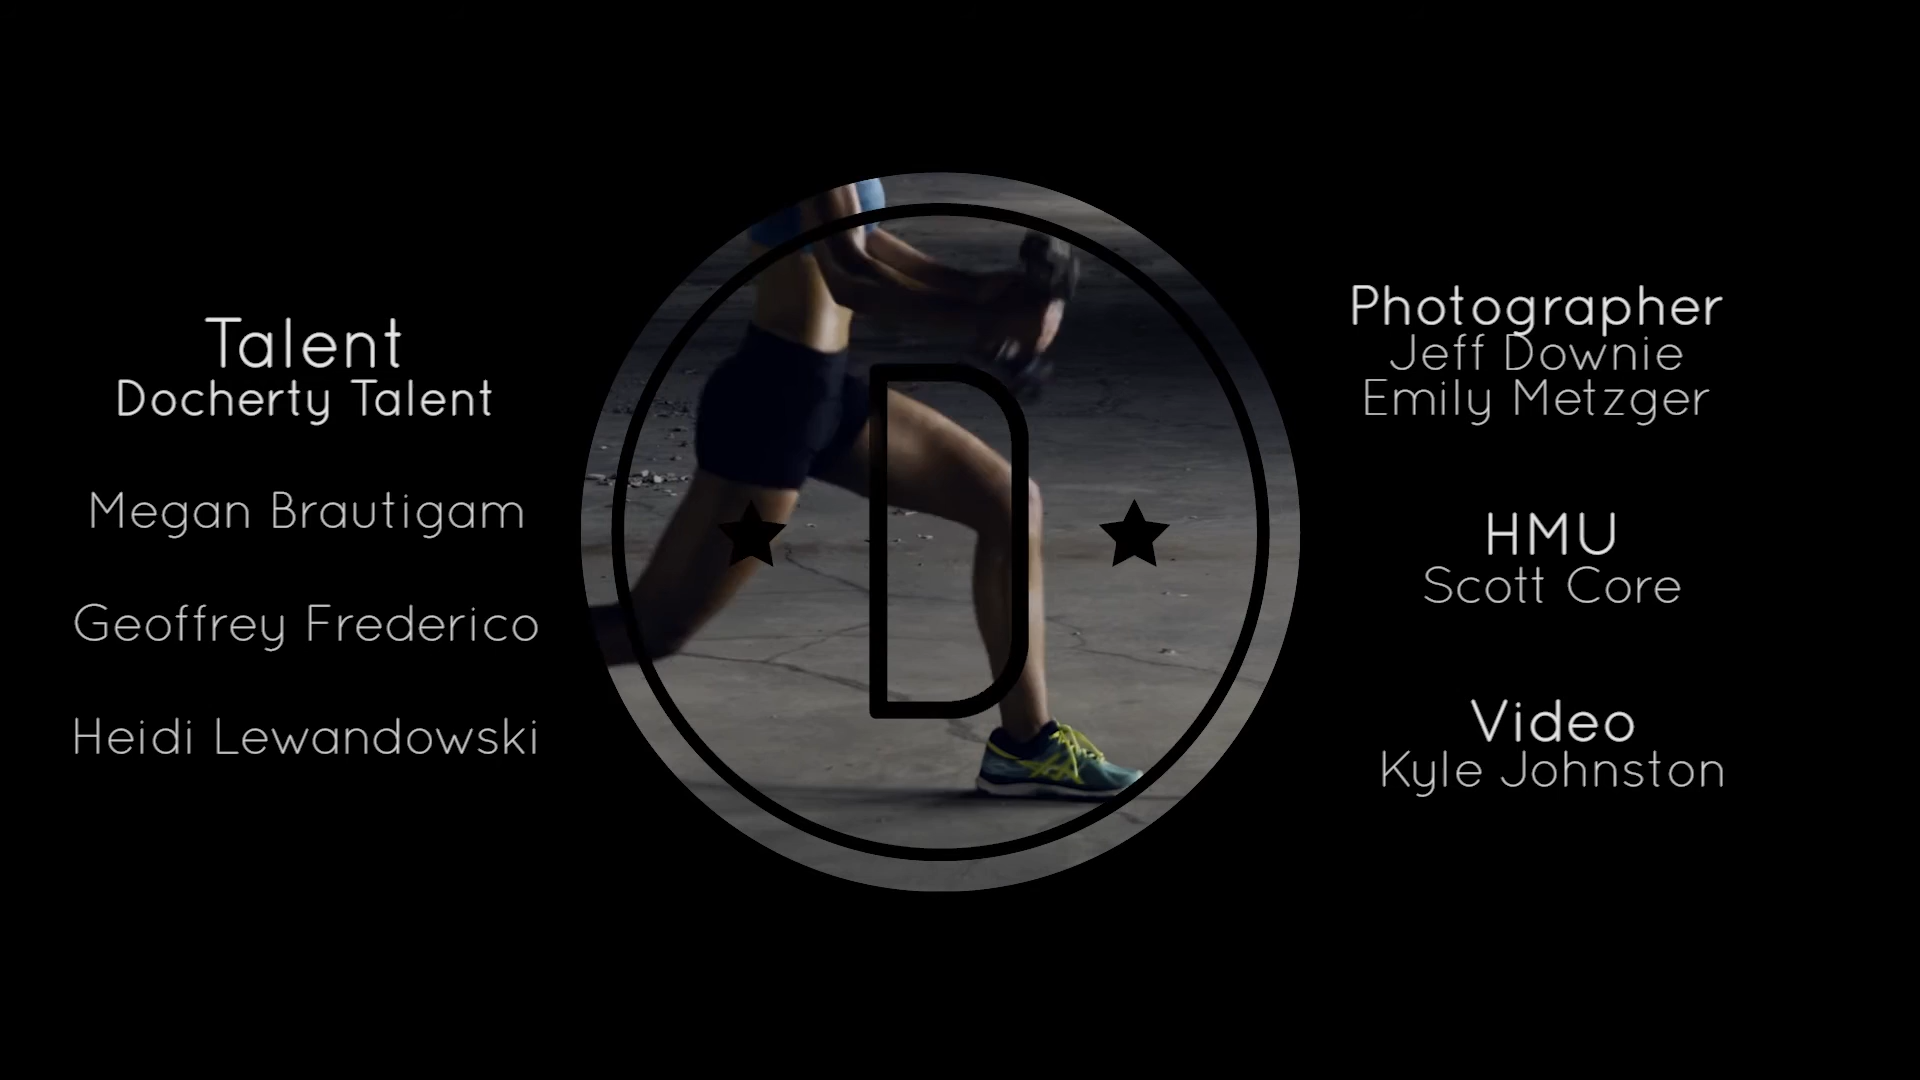 Talent
Docherty Talent
Megan Brautigam
Geoffrey Frederico
Heidi Lewandowski
D
Photographer
Jeff Downie
Emily Metzger
HMU
Scott Core
Video
Kyle Johnston